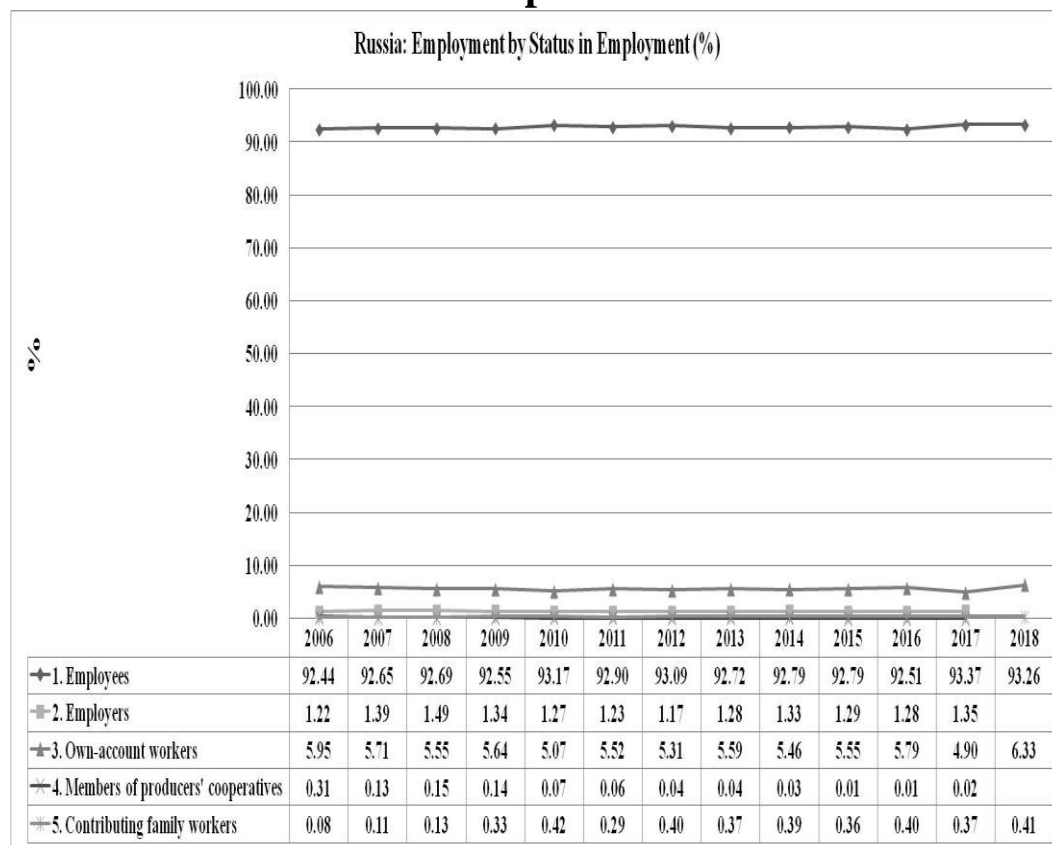 Russia: Employment by Status in Employment (%)
100.00
90.00
80.00
70.00
60.00
50.00
40.00
30.00
20.00
10.00
0.00
%
2006 2007 2008 2009 2010 2011 2012 2013 2014 2015 2016 2017 2018
1. Employees 92.44 92.65 92.69 92.55 93.17 92.90 93.09 92.72 92.79 92.79 92.51 93.37 93.26
2. Employers 1.22 1.39 1.49 1.34 1.27 1.23 1.17 1.28 1.33 1.29 1.28 1.35
3. Own-account workers 5.95 5.71 5.55 5.64 5.07 5.52 5.31 5.59 5.46 5.55 5.79 4.90 6.33
4. Members of producers' cooperatives 0.31 0.13 0.15 0.14 0.07 0.06 0.04 0.04 0.03 0.01 0.01 0.02
5. Contributing family workers 0.08 0.11 0.13 0.33 0.42 0.29 0.40 0.37 0.39 0.36 0.40 0.37 0.41